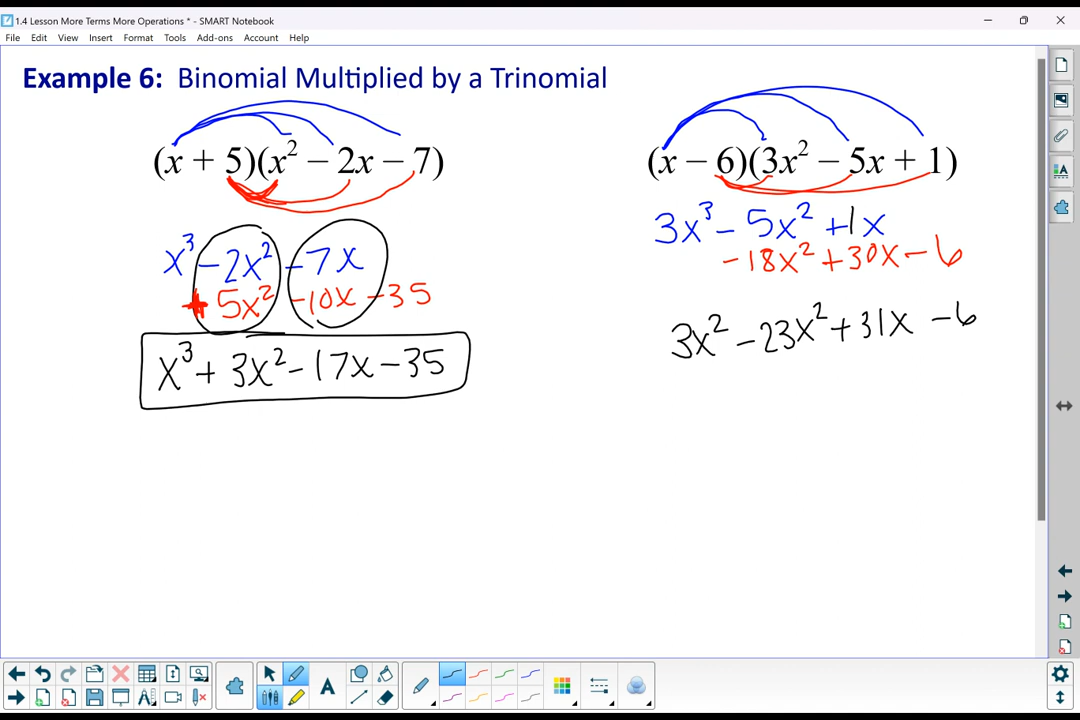 1.4 Lesson More Terms More Operations * - SMART Notebook
File Edit View Insert Format Tools Add-ons Account Help
Example 6: Binomial Multiplied by a Trinomial
(x + 5)(x² − 2x − 7)
x³ − 2x² − 7x
+ 5x² − 10x − 35
x³ + 3x² − 17x − 35
(x − 6)(3x² − 5x + 1)
3x³ − 5x² + 1x
− 18x² + 30x − 6
3x² − 23x² + 31x − 6